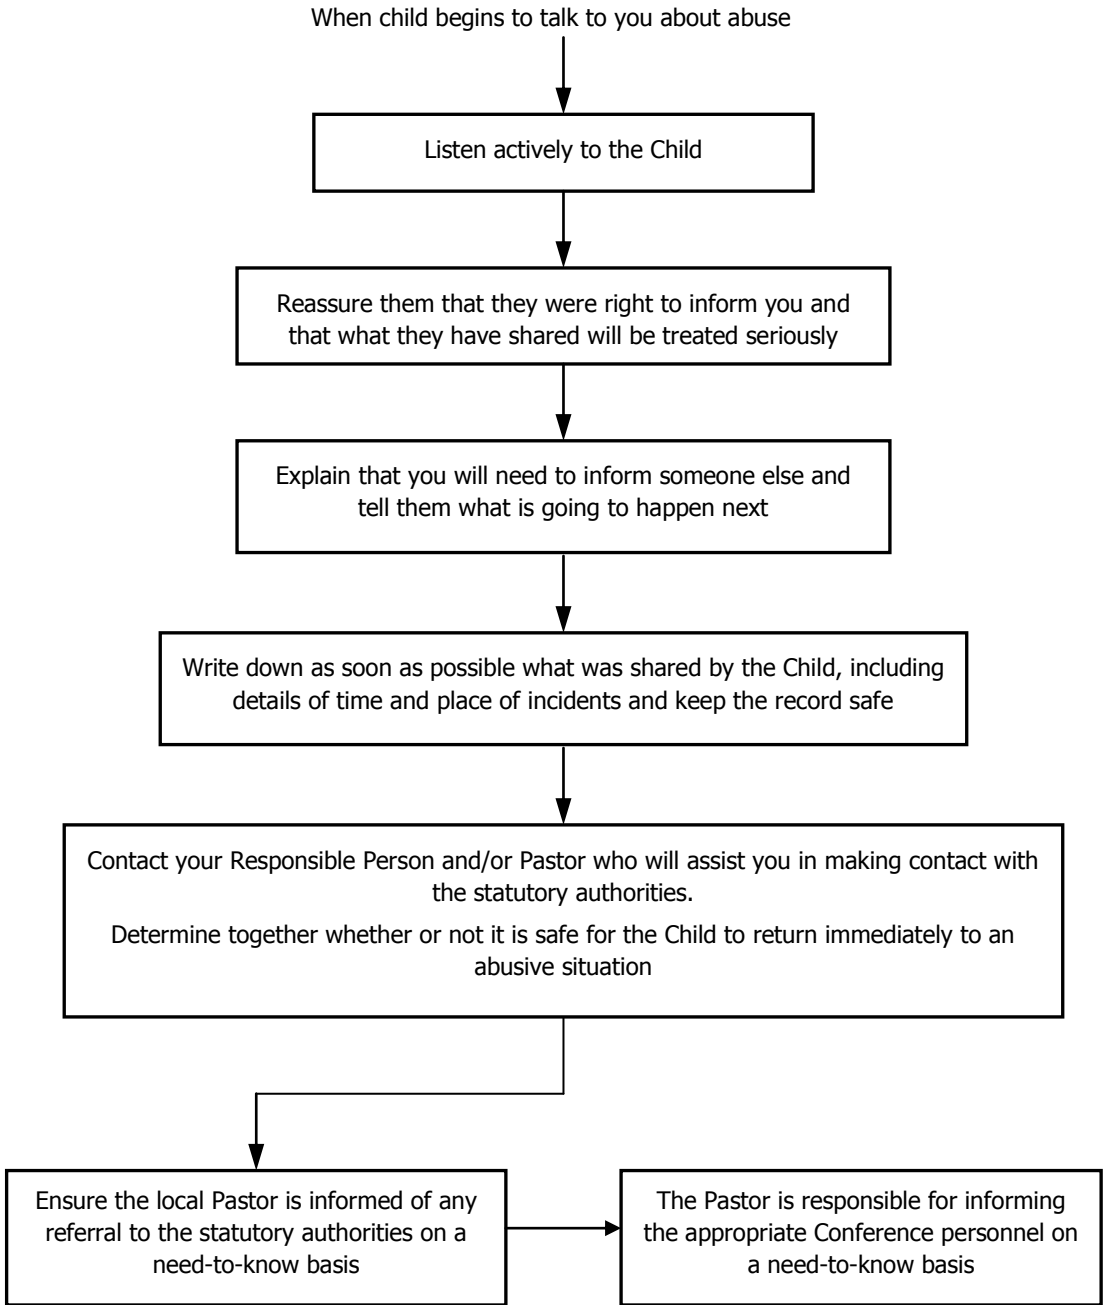 When child begins to talk to you about abuse
Listen actively to the Child
Reassure them that they were right to inform you and
that what they have shared will be treated seriously
Explain that you will need to inform someone else and
tell them what is going to happen next
Write down as soon as possible what was shared by the Child, including
details of time and place of incidents and keep the record safe
Contact your Responsible Person and/or Pastor who will assist you in making contact with
the statutory authorities.
Determine together whether or not it is safe for the Child to return immediately to an
abusive situation
Ensure the local Pastor is informed of any
referral to the statutory authorities on a
need-to-know basis
The Pastor is responsible for informing
the appropriate Conference personnel on
a need-to-know basis